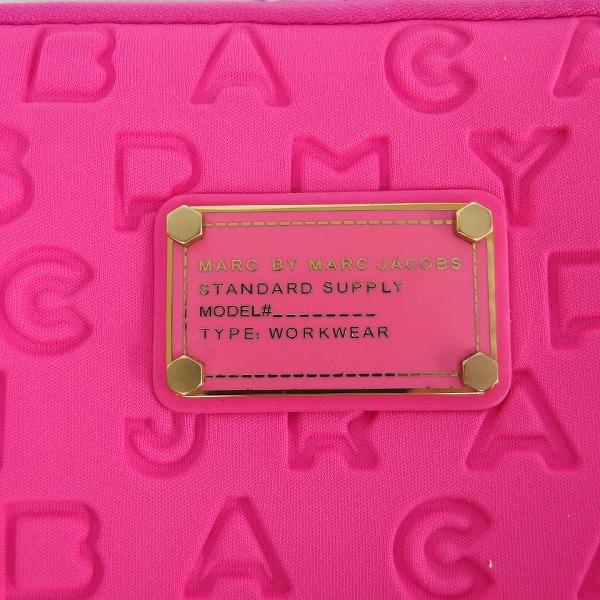 B A C A
B P M Y
MARC BY MARC JACOBS
STANDARD SUPPLY
MODEL#________
TYPE: WORKWEAR
C J P
J R A
B A C A